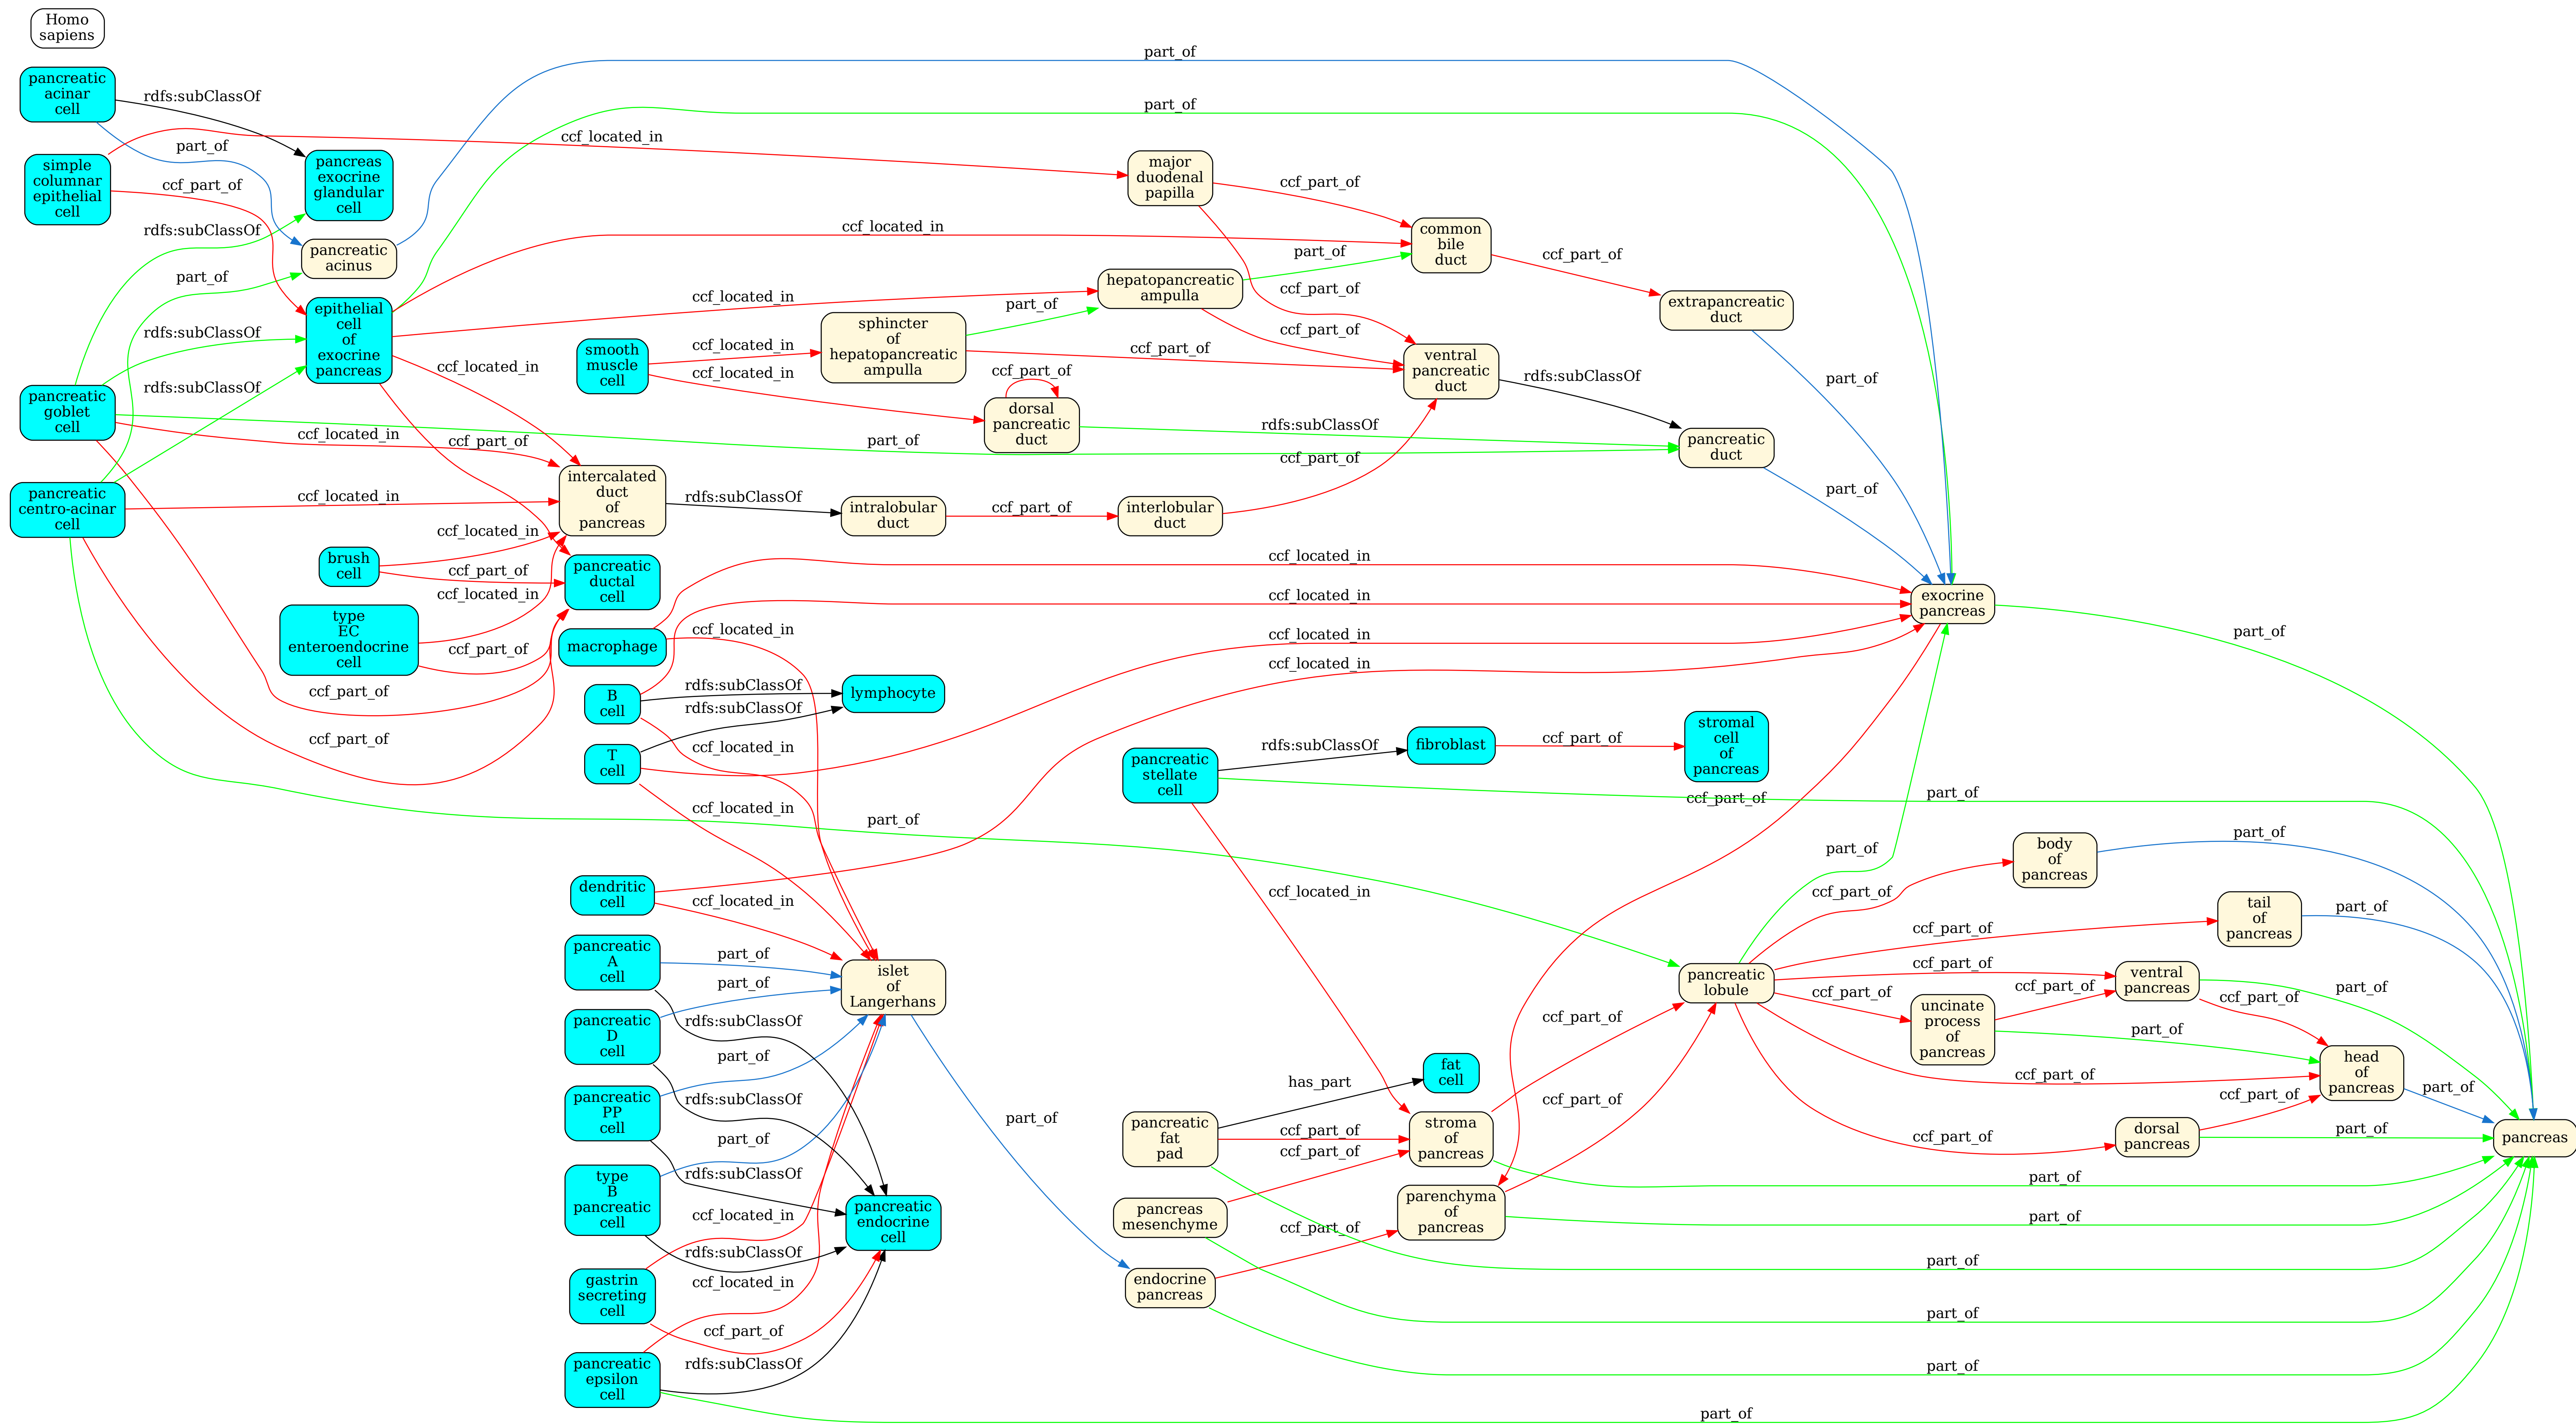 Homo
sapiens
part_of
pancreatic
acinar
cell
rdfs:subClassOf
part_of
part_of
simple
columnar
epithelial
cell
ccf_part_of
ccf_located_in
pancreas
exocrine
glandular
cell
major
duodenal
papilla
ccf_part_of
rdfs:subClassOf
pancreatic
acinus
ccf_located_in
common
bile
duct
ccf_part_of
part_of
part_of
hepatopancreatic
ampulla
ccf_part_of
extrapancreatic
duct
epithelial
cell
of
exocrine
pancreas
ccf_located_in
part_of
sphincter
of
hepatopancreatic
ampulla
ccf_part_of
rdfs:subClassOf
smooth
muscle
cell
ccf_located_in
ccf_located_in
ccf_part_of
ventral
pancreatic
duct
rdfs:subClassOf
part_of
ccf_located_in
rdfs:subClassOf
ccf_part_of
dorsal
pancreatic
duct
rdfs:subClassOf
pancreatic
goblet
cell
ccf_located_in
ccf_part_of
part_of
ccf_part_of
pancreatic
duct
part_of
pancreatic
centro-acinar
cell
ccf_located_in
intercalated
duct
of
pancreas
rdfs:subClassOf
intralobular
duct
ccf_part_of
interlobular
duct
brush
cell
ccf_located_in
ccf_part_of
ccf_located_in
pancreatic
ductal
cell
ccf_located_in
ccf_located_in
exocrine
pancreas
part_of
type
EC
enteroendocrine
cell
ccf_part_of
macrophage
ccf_located_in
ccf_located_in
ccf_located_in
ccf_part_of
ccf_part_of
B
cell
rdfs:subClassOf
rdfs:subClassOf
lymphocyte
ccf_located_in
T
cell
ccf_located_in
pancreatic
stellate
cell
rdfs:subClassOf
fibroblast
ccf_part_of
stromal
cell
of
pancreas
ccf_part_of
part_of
part_of
part_of
body
of
pancreas
part_of
dendritic
cell
ccf_located_in
ccf_located_in
ccf_part_of
tail
of
pancreas
part_of
ccf_part_of
pancreatic
A
cell
part_of
part_of
rdfs:subClassOf
islet
of
Langerhans
pancreatic
lobule
ccf_part_of
ccf_part_of
ventral
pancreas
part_of
ccf_part_of
ccf_part_of
pancreatic
D
cell
part_of
rdfs:subClassOf
ccf_part_of
uncinate
process
of
pancreas
part_of
head
of
pancreas
part_of
ccf_part_of
pancreatic
PP
cell
part_of
rdfs:subClassOf
part_of
has_part
fat
cell
ccf_part_of
ccf_part_of
pancreatic
fat
pad
ccf_part_of
ccf_part_of
stroma
of
pancreas
ccf_part_of
dorsal
pancreas
part_of
pancreas
type
B
pancreatic
cell
ccf_located_in
rdfs:subClassOf
pancreatic
endocrine
cell
pancreas
mesenchyme
ccf_part_of
parenchyma
of
pancreas
part_of
part_of
gastrin
secreting
cell
ccf_located_in
ccf_part_of
endocrine
pancreas
part_of
part_of
pancreatic
epsilon
cell
rdfs:subClassOf
part_of
part_of